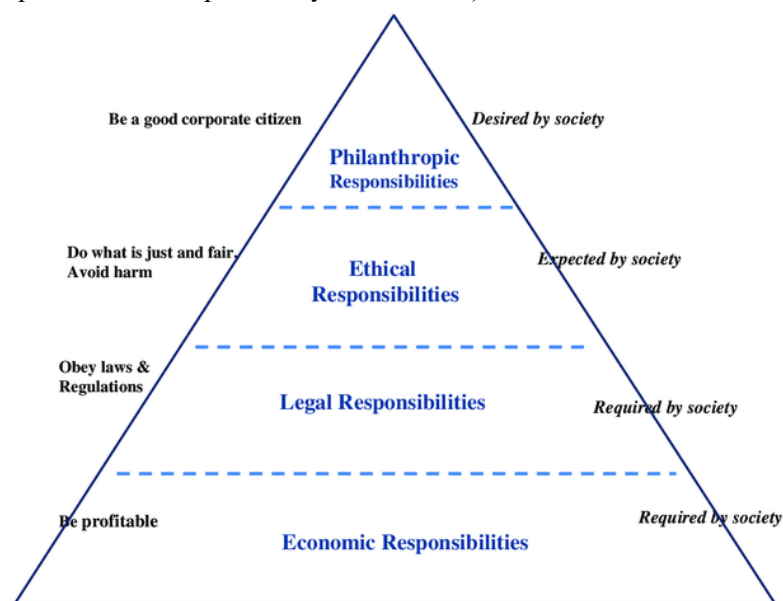 Be a good corporate citizen
Desired by society
Philanthropic
Responsibilities
Do what is just and fair,
Avoid harm
Expected by society
Ethical
Responsibilities
Obey laws &
Regulations
Legal Responsibilities
Required by society
Be profitable
Required by society
Economic Responsibilities